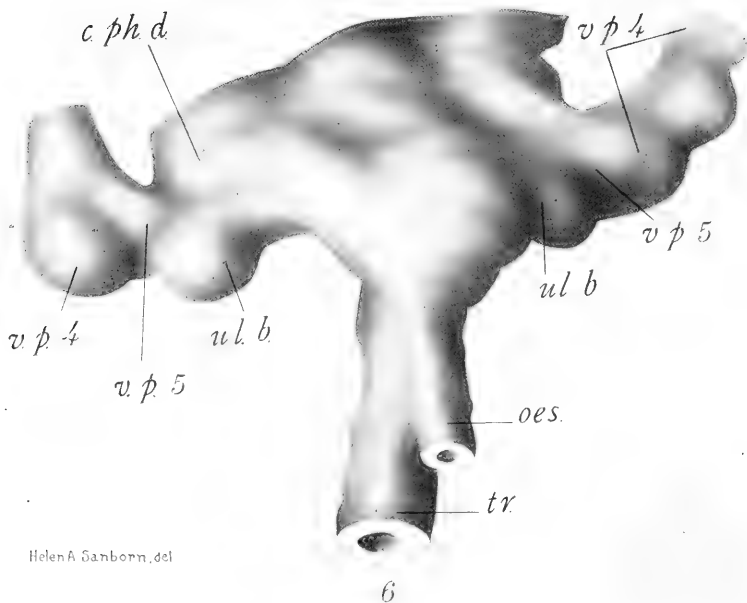 c. ph. d.
v p 4
v p 5
ul b
v. p. 4
ul. b.
v. p. 5
oes.
tr.
Helen A Sanborn, del
6